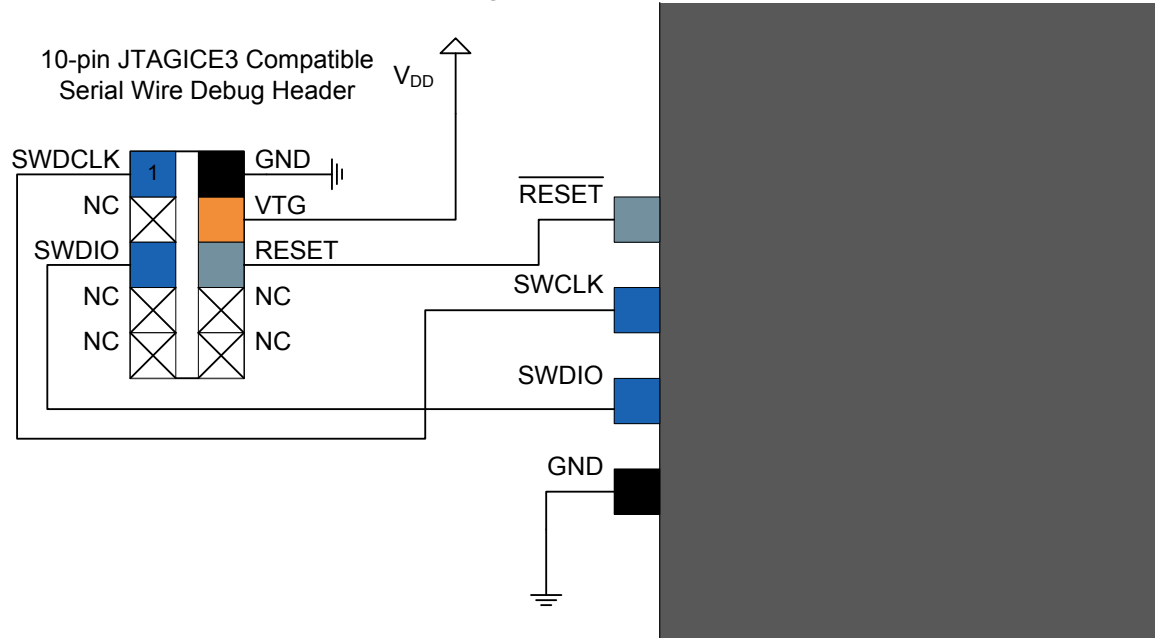 10-pin JTAGICE3 Compatible
Serial Wire Debug Header
VDD
SWDCLK
1
GND
NC
VTG
SWDIO
RESET
NC
NC
NC
NC
RESET
SWCLK
SWDIO
GND